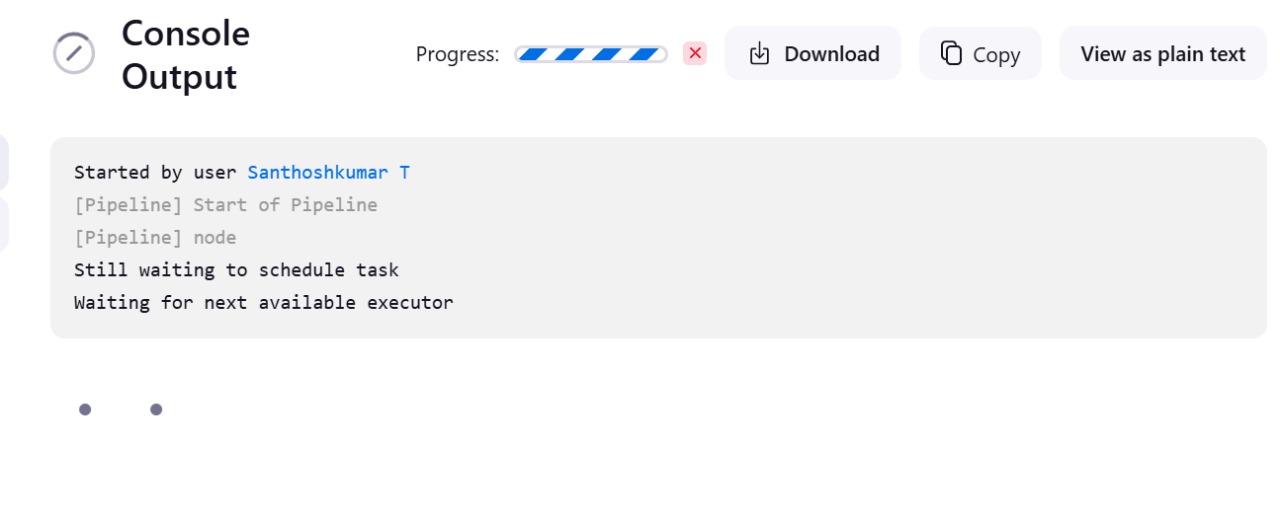 Console
Output
Progress:
Download
Copy
View as plain text
Started by user Santhoshkumar T
[Pipeline] Start of Pipeline
[Pipeline] node
Still waiting to schedule task
Waiting for next available executor